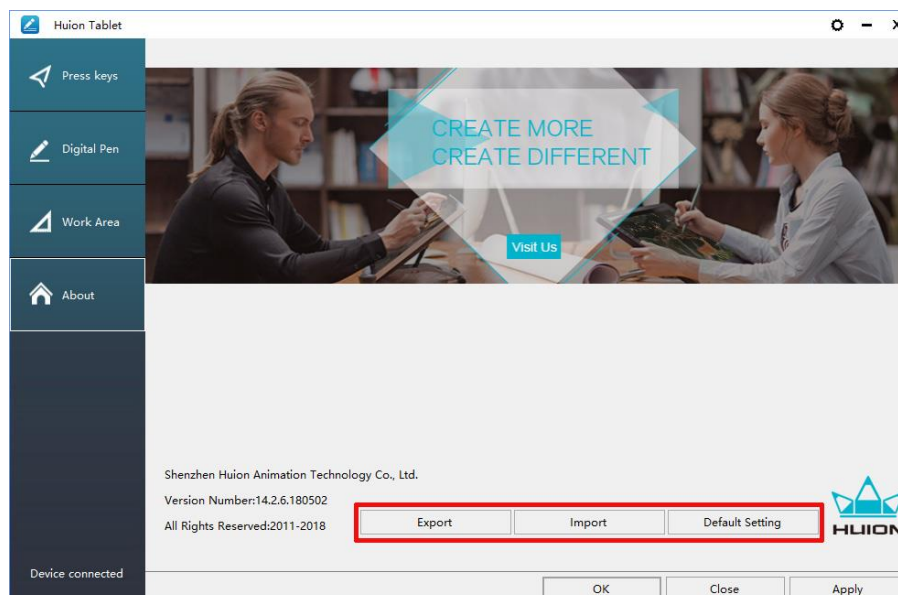 Huion Tablet
Press keys
Digital Pen
Work Area
About
Device connected
CREATE MORE
CREATE DIFFERENT
Visit Us
Shenzhen Huion Animation Technology Co., Ltd.
Version Number:14.2.6.180502
All Rights Reserved:2011-2018
Export Import Default Setting
HUION
OK Close Apply